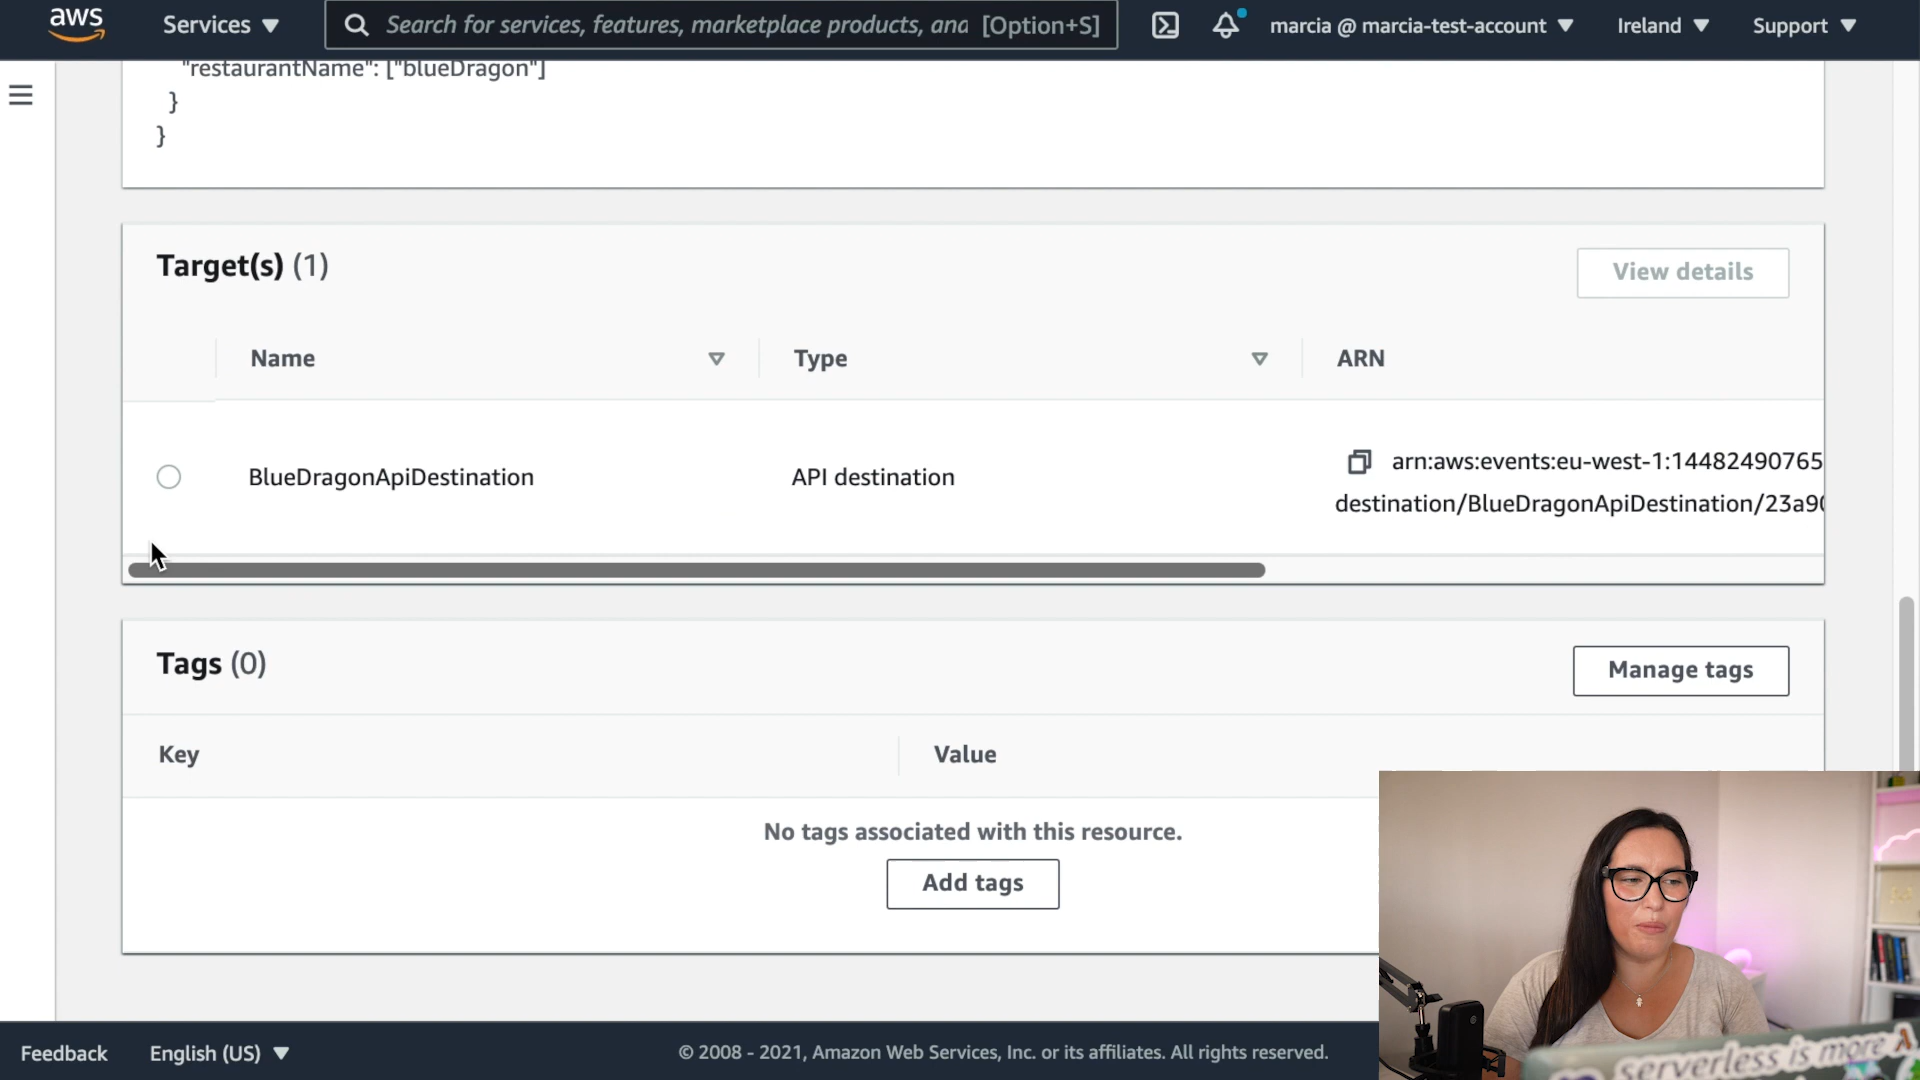 aws
Services ▼
Search for services, features, marketplace products, and [Option+S]
marcia @ marcia-test-account ▼
Ireland ▼
Support ▼
"restaurantName": ["blueDragon"]
}
}
Target(s) (1)
View details
Name
Type
ARN
BlueDragonApiDestination
API destination
arn:aws:events:eu-west-1:14482490765
destination/BlueDragonApiDestination/23a90
Tags (0)
Manage tags
Key
Value
No tags associated with this resource.
Add tags
Feedback
English (US) ▼
© 2008 - 2021, Amazon Web Services, Inc. or its affiliates. All rights reserved.
serverless is more